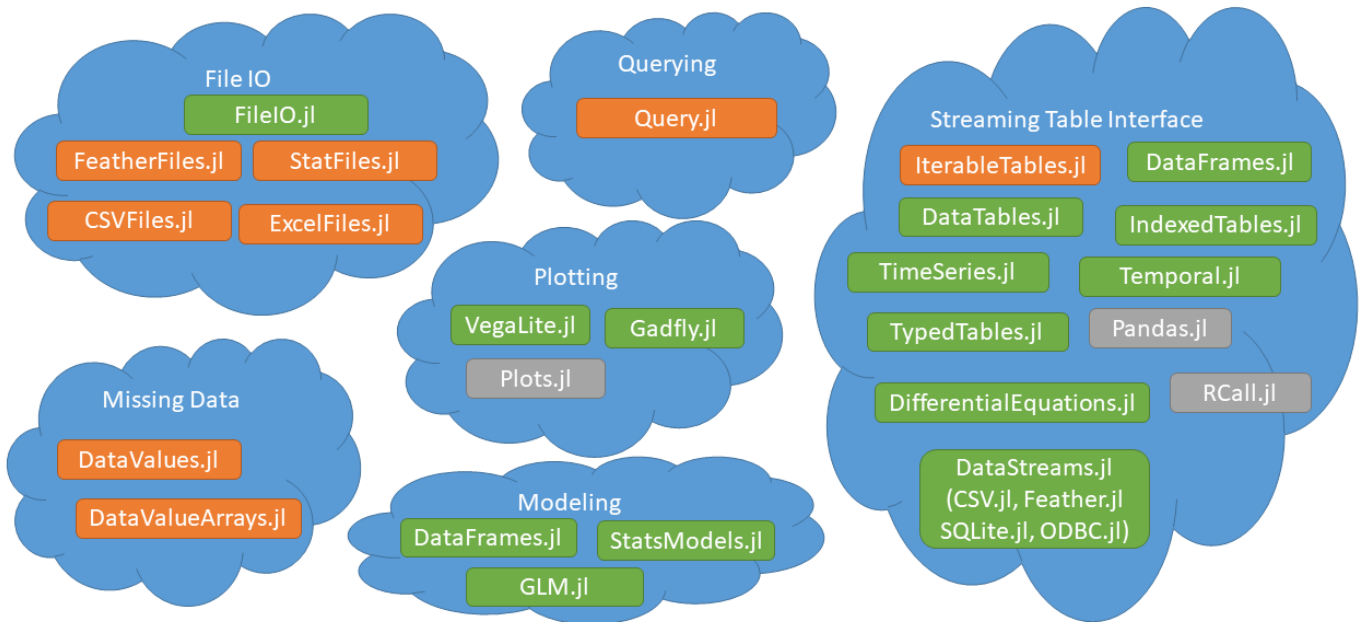 File IO
FileIO.jl
FeatherFiles.jl
StatFiles.jl
CSVFiles.jl
ExcelFiles.jl
Querying
Query.jl
Streaming Table Interface
IterableTables.jl
DataFrames.jl
DataTables.jl
IndexedTables.jl
TimeSeries.jl
Temporal.jl
TypedTables.jl
Pandas.jl
DifferentialEquations.jl
RCall.jl
DataStreams.jl
(CSV.jl, Feather.jl
SQLite.jl, ODBC.jl)
Plotting
VegaLite.jl
Gadfly.jl
Plots.jl
Missing Data
DataValues.jl
DataValueArrays.jl
Modeling
DataFrames.jl
StatsModels.jl
GLM.jl